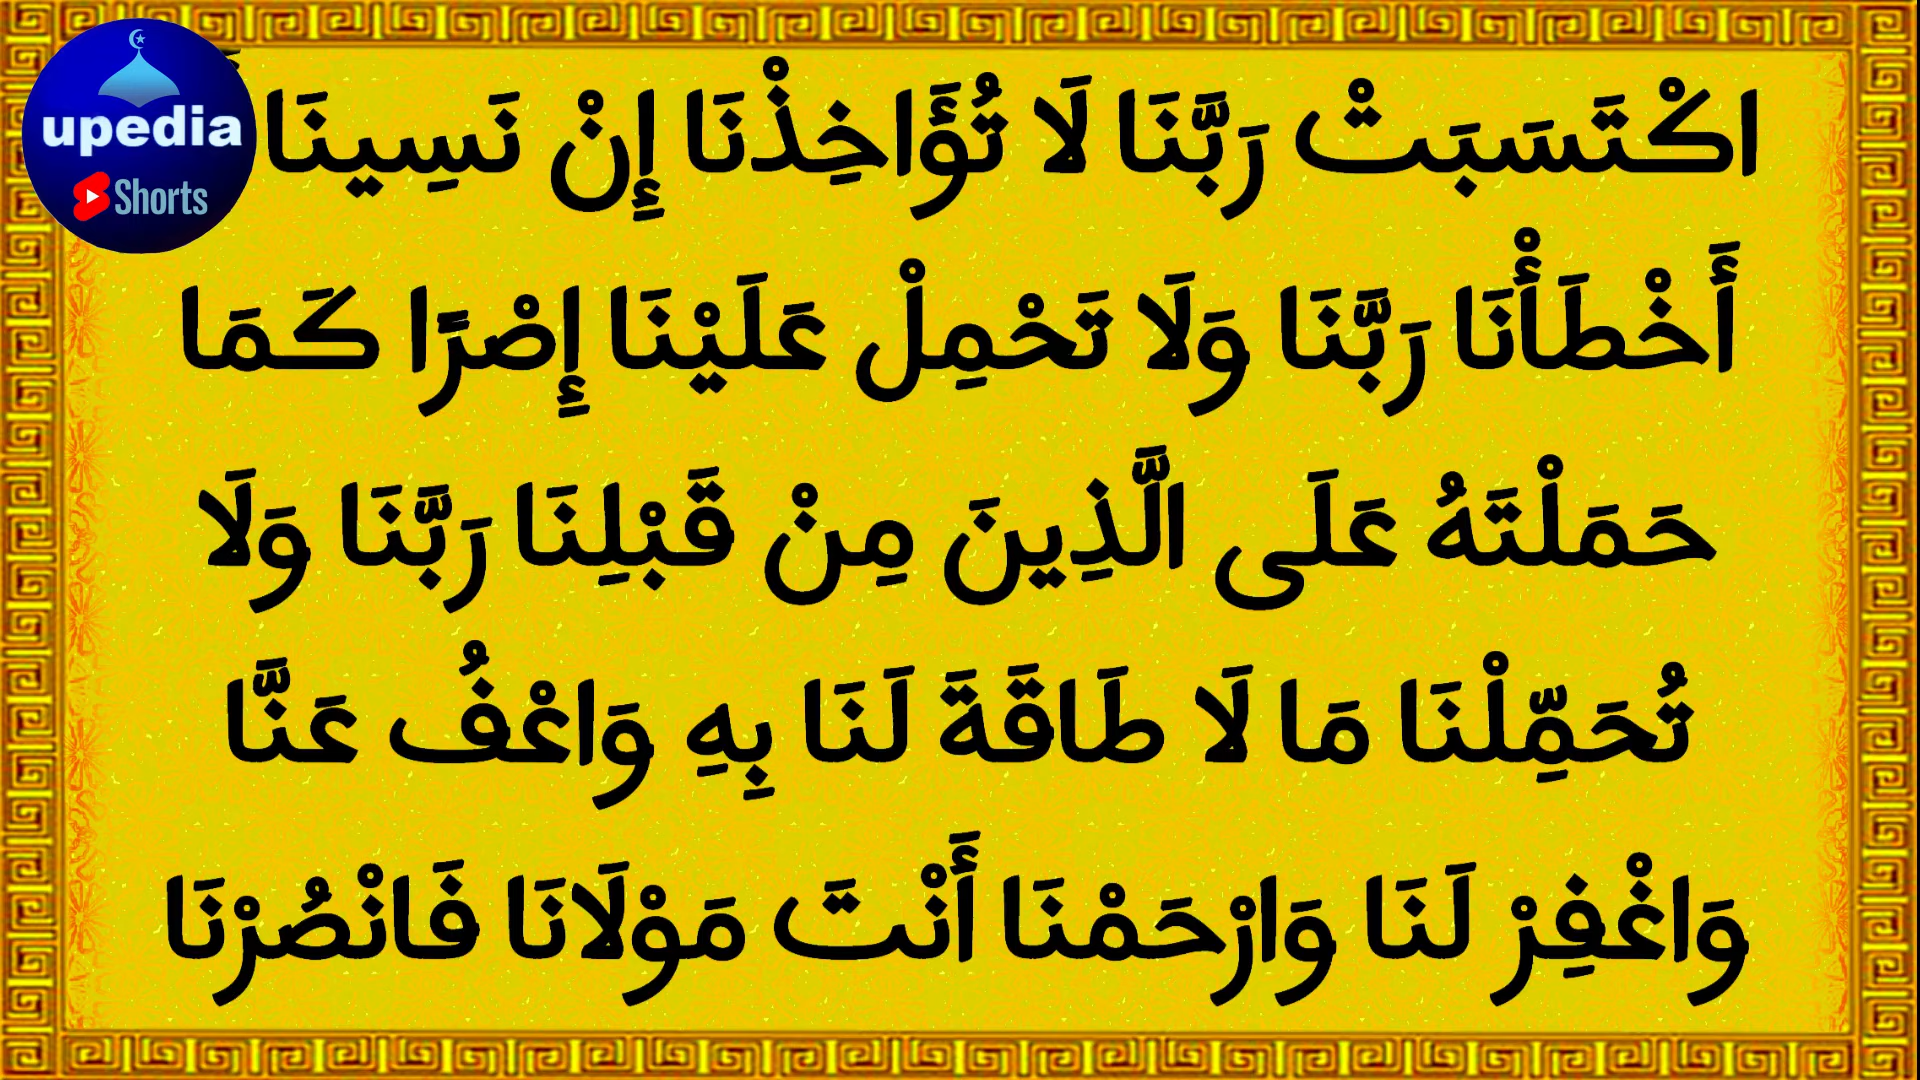 upedia
Shorts
اكْتَسَبَتْ رَبَّنَا لَا تُؤَاخِذْنَا إِنْ نَسِينَا
أَخْطَأْنَا رَبَّنَا وَلَا تَحْمِلْ عَلَيْنَا إِصْرًا كَمَا
حَمَلْتَهُ عَلَى الَّذِينَ مِنْ قَبْلِنَا رَبَّنَا وَلَا
تُحَمِّلْنَا مَا لَا طَاقَةَ لَنَا بِهِ وَاعْفُ عَنَّا
وَاغْفِرْ لَنَا وَارْحَمْنَا أَنْتَ مَوْلَانَا فَانْصُرْنَا